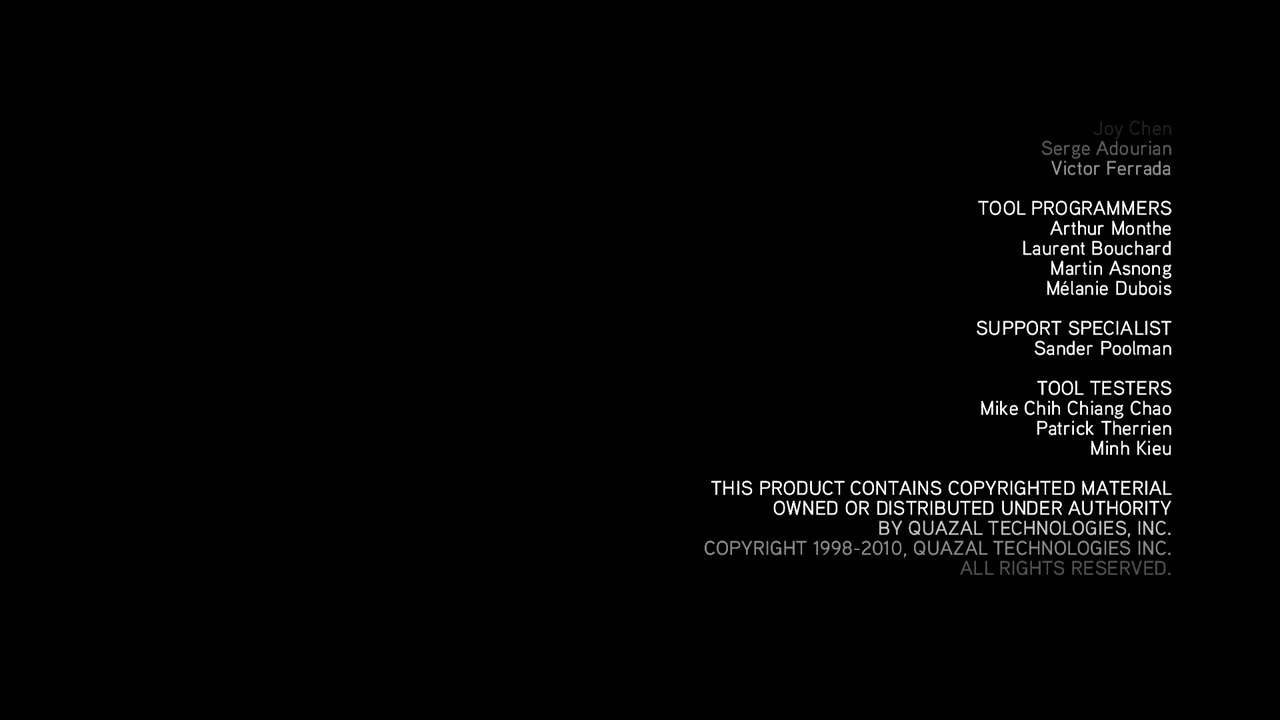 Joy Chen
Serge Adourian
Victor Ferrada
TOOL PROGRAMMERS
Arthur Monthe
Laurent Bouchard
Martin Asnong
Mélanie Dubois
SUPPORT SPECIALIST
Sander Poolman
TOOL TESTERS
Mike Chih Chiang Chao
Patrick Therrien
Minh Kieu
THIS PRODUCT CONTAINS COPYRIGHTED MATERIAL
OWNED OR DISTRIBUTED UNDER AUTHORITY
BY QUAZAL TECHNOLOGIES, INC.
COPYRIGHT 1998-2010, QUAZAL TECHNOLOGIES INC.
ALL RIGHTS RESERVED.